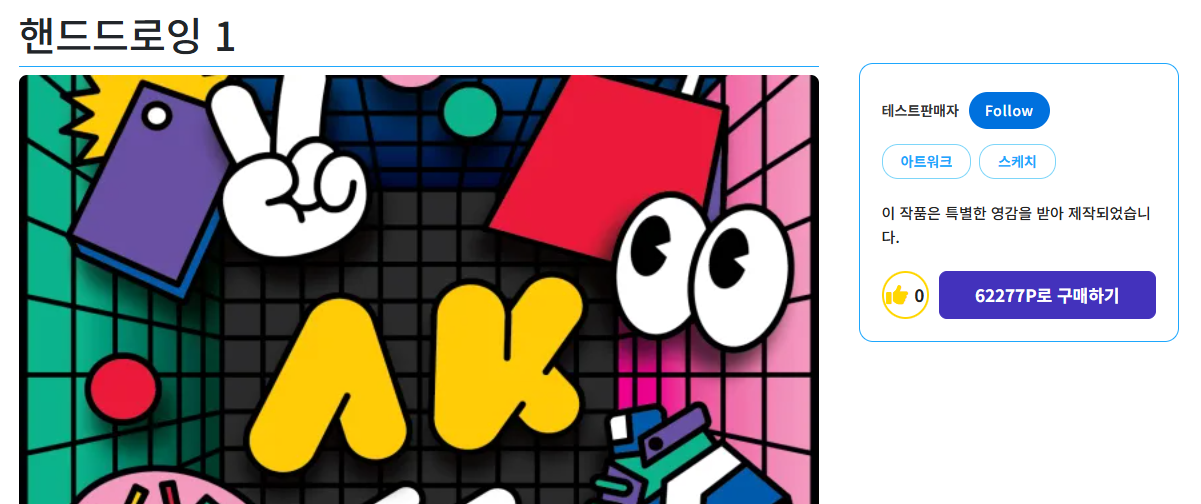 핸드드로잉 1
테스트판매자 Follow
아트워크 스케치
이 작품은 특별한 영감을 받아 제작되었습니
다.
0 62277P로 구매하기
AK